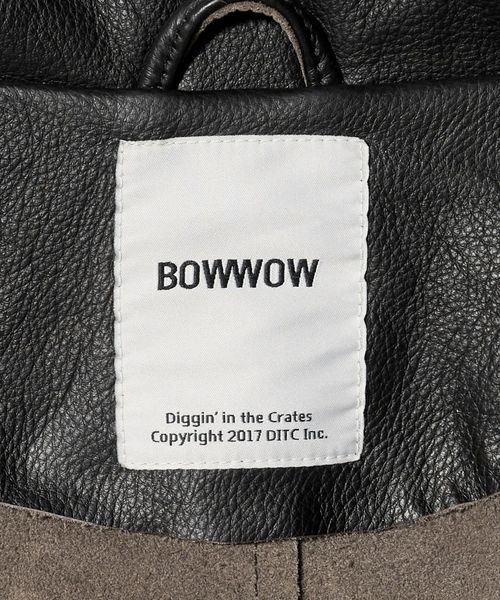 BOWWOW
Diggin' in the Crates
Copyright 2017 DITC Inc.